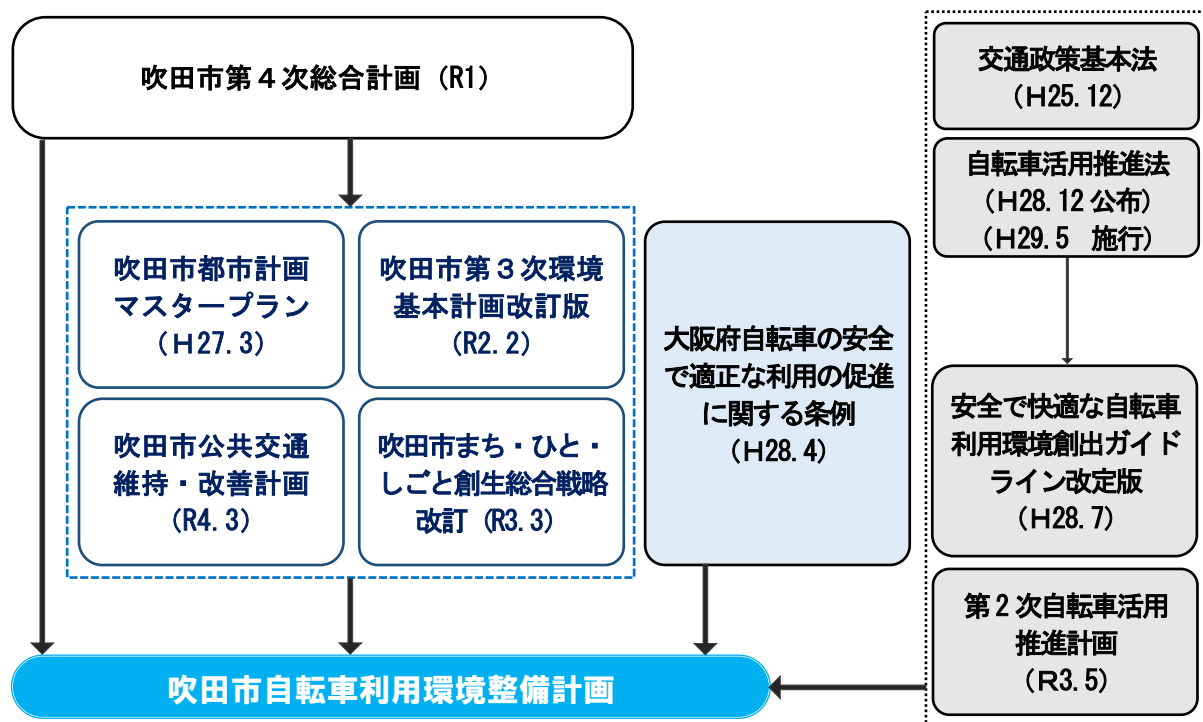 吹田市第4次総合計画（R1）
吹田市都市計画
マスタープラン
（Ｈ27.3）
吹田市第３次環境
基本計画改訂版
（R2.2）
吹田市公共交通
維持・改善計画
（R4.3）
吹田市まち・ひと・
しごと創生総合戦略
改訂（R3.3）
大阪府自転車の安全
で適正な利用の促進
に関する条例
（H28.4）
交通政策基本法
（Ｈ25.12）
自転車活用推進法
（Ｈ28.12 公布）
（Ｈ29.5　施行）
安全で快適な自転車
利用環境創出ガイド
ライン改定版
（Ｈ28.7）
第２次自転車活用
推進計画
（Ｒ3.5）
吹田市自転車利用環境整備計画